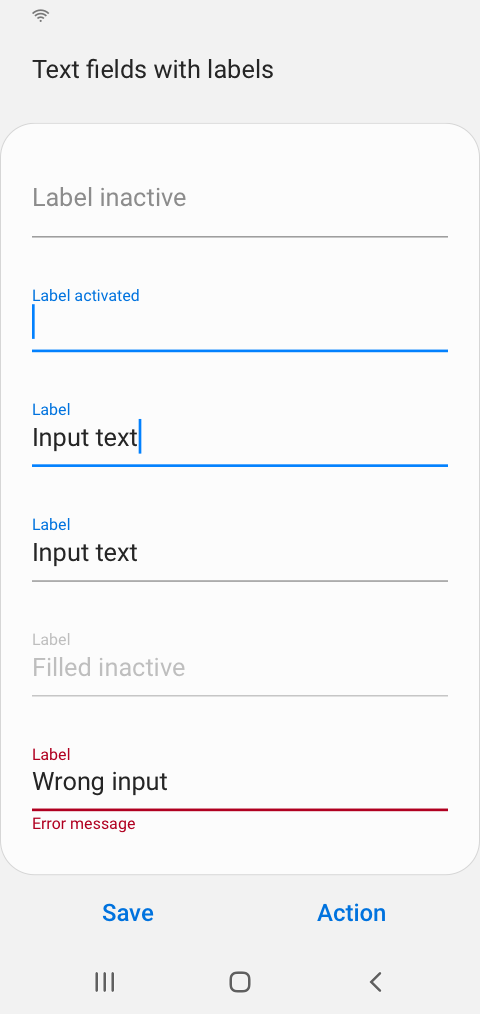 Text fields with labels
Label inactive
Label activated
Label
Input text
Label
Input text
Label
Filled inactive
Label
Wrong input
Error message
Save Action